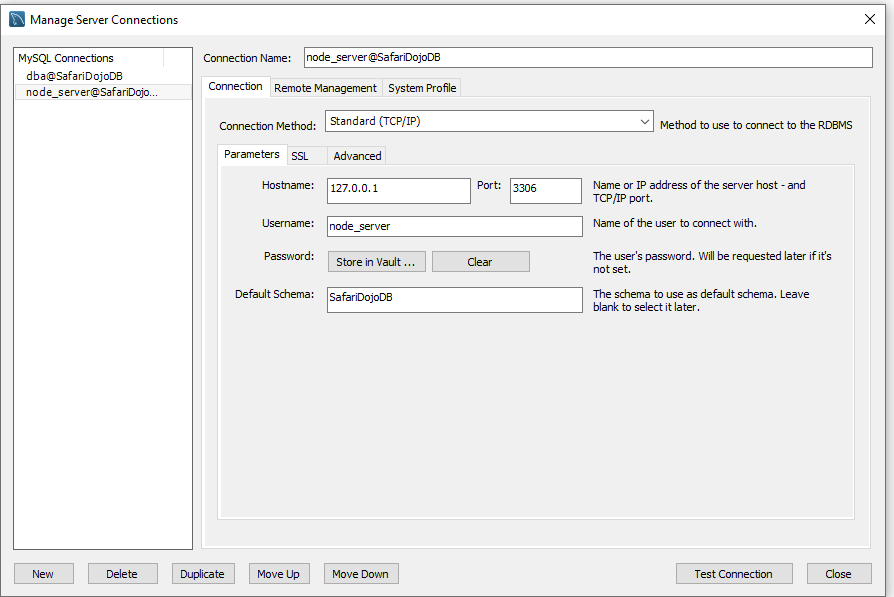 Manage Server Connections
MySQL Connections
dba@SafariDojoDB
node_server@SafariDojo...
Connection Name: node_server@SafariDojoDB
Connection Remote Management System Profile
Connection Method: Standard (TCP/IP) Method to use to connect to the RDBMS
Parameters SSL Advanced
Hostname: 127.0.0.1 Port: 3306 Name or IP address of the server host - and
TCP/IP port.
Username: node_server Name of the user to connect with.
Password: Store in Vault ... Clear The user's password. Will be requested later if it's
not set.
Default Schema: SafariDojoDB The schema to use as default schema. Leave
blank to select it later.
New Delete Duplicate Move Up Move Down Test Connection Close